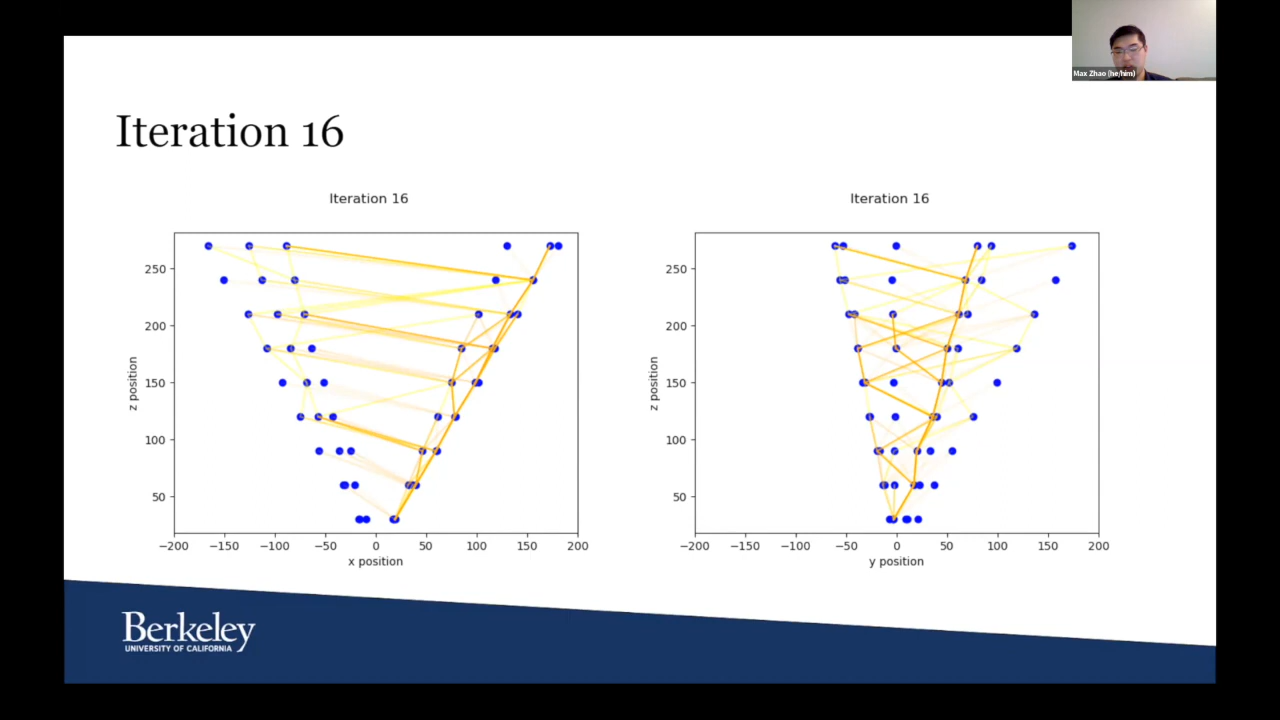 Max Zhao (he/him)
Iteration 16
Iteration 16
Iteration 16
250
200
150
100
50
z position
−200 −150 −100 −50 0 50 100 150 200
x position
250
200
150
100
50
z position
−200 −150 −100 −50 0 50 100 150 200
y position
Berkeley
UNIVERSITY OF CALIFORNIA